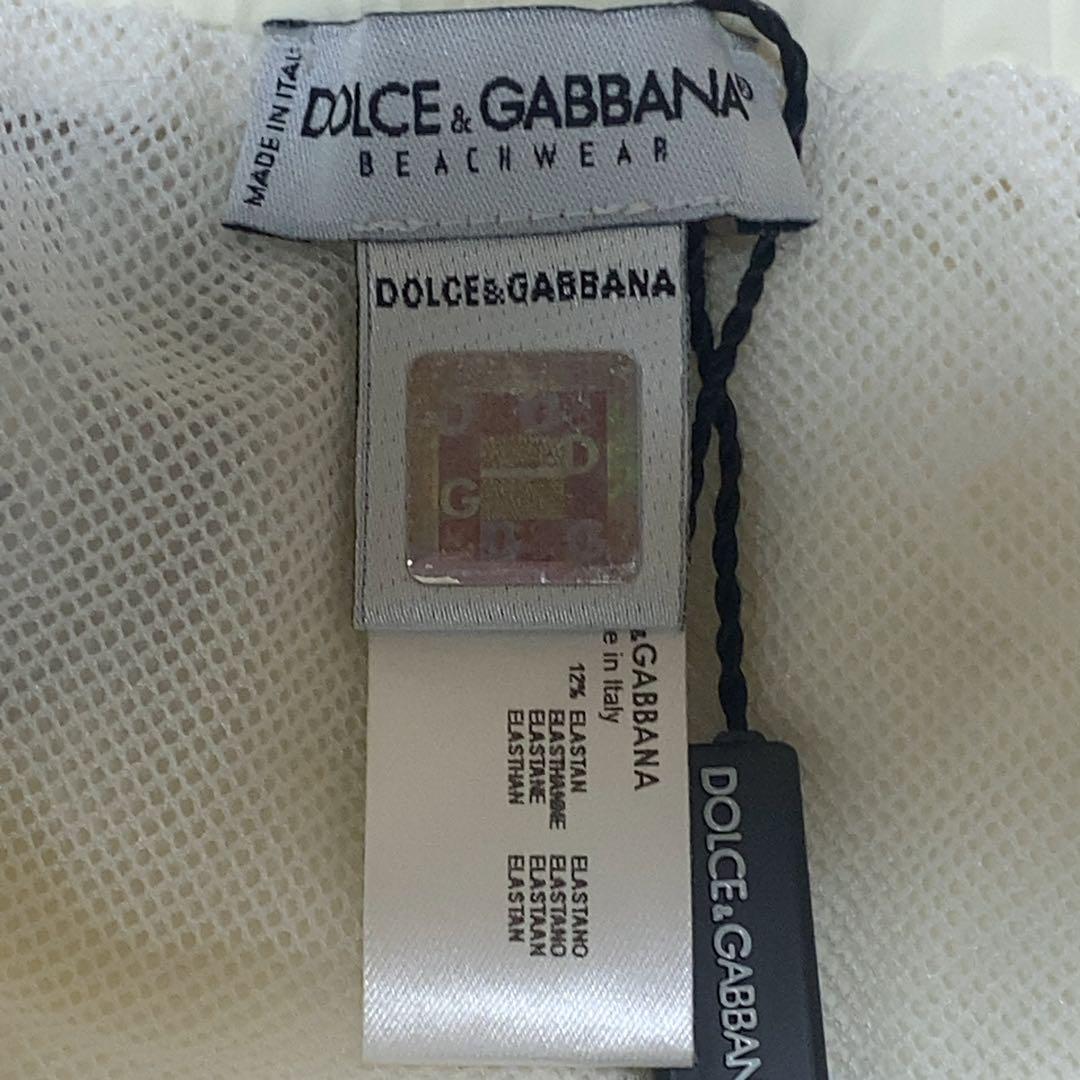 MADE IN ITAL
DOLCE & GABBANA®
BEACHWEAR
DOLCE&GABBANA
D G
D
G
D G
&GABBANA
e in Italy
12% ELASTAN ELASTANO
ELASTHANNE ELASTANO
ELASTANE ELASTAAN
ELASTHAN ELASTAN
DOLCE&GABBAN